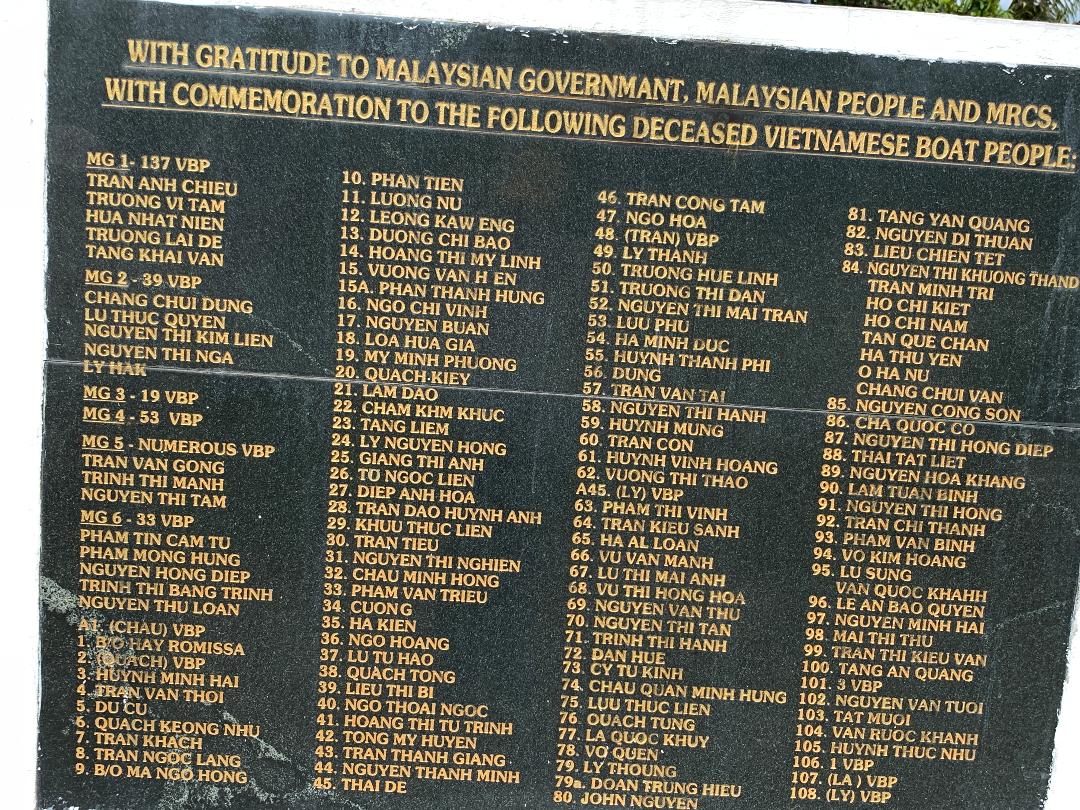 WITH GRATITUDE TO MALAYSIAN GOVERNMANT, MALAYSIAN PEOPLE AND MRCS,
WITH COMMEMORATION TO THE FOLLOWING DECEASED VIETNAMESE BOAT PEOPLE:
MG 1- 137 VBP
TRAN ANH CHIEU
TRUONG VI TAM
HUA NHAT NIEN
TRUONG LAI DE
TANG KHAI VAN
MG 2 - 39 VBP
CHANG CHUI DUNG
LU THUC QUYEN
NGUYEN THI KIM LIEN
NGUYEN THI NGA
LY HAK
MG 3 - 19 VBP
MG 4 - 53 VBP
MG 5 - NUMEROUS VBP
TRAN VAN GONG
TRINH THI MANH
NGUYEN THI TAM
MG 6 - 33 VBP
PHAM TIN CAM TU
PHAM MONG HUNG
NGUYEN HONG DIEP
TRINH THI BANG TRINH
NGUYEN THU LOAN
A1. (CHAU) VBP
1. B/O HAY ROMISSA
2. (QUACH) VBP
3. HUYNH MINH HAI
4. TRAN VAN THOI
5. DU CU
6. QUACH KEONG NHU
7. TRAN KHACH
8. TRAN NGOC LANG
9. B/O MA NGO HONG
10. PHAN TIEN
11. LUONG NU
12. LEONG KAW ENG
13. DUONG CHI BAO
14. HOANG THI MY LINH
15. VUONG VAN H EN
15A. PHAN THANH HUNG
16. NGO CHI VINH
17. NGUYEN BUAN
18. LOA HUA GIA
19. MY MINH PHUONG
20. QUACH KIEY
21. LAM DAO
22. CHAM KHM KHUC
23. TANG LIEM
24. LY NGUYEN HONG
25. GIANG THI ANH
26. TO NGOC LIEN
27. DIEP ANH HOA
28. TRAN DAO HUYNH ANH
29. KHUU THUC LIEN
30. TRAN TIEU
31. NGUYEN THI NGHIEN
32. CHAU MINH HONG
33. PHAM VAN TRIEU
34. CUONG
35. HA KIEN
36. NGO HOANG
37. LU TU HAO
38. QUACH TONG
39. LIEU THI BI
40. NGO THOAI NGOC
41. HOANG THI TU TRINH
42. TONG MY HUYEN
43. TRAN THANH GIANG
44. NGUYEN THANH MINH
45. THAI DE
46. TRAN CONG TAM
47. NGO HOA
48. (TRAN) VBP
49. LY THANH
50. TRUONG HUE LINH
51. TRUONG THI DAN
52. NGUYEN THI MAI TRAN
53. LUU PHU
54. HA MINH DUC
55. HUYNH THANH PHI
56. DUNG
57. TRAN VAN TAI
58. NGUYEN THI HANH
59. HUYNH MUNG
60. TRAN CON
61. HUYNH VINH HOANG
62. VUONG THI THAO
A45. (LY) VBP
63. PHAM THI VINH
64. TRAN KIEU SANH
65. HA AL LOAN
66. VU VAN MANH
67. LU THI MAI ANH
68. VU THI HONG HOA
69. NGUYEN VAN THU
70. NGUYEN THI TAN
71. TRINH THI HANH
72. DAN HUE
73. CY TU KINH
74. CHAU QUAN MINH HUNG
75. LUU THUC LIEN
76. QUACH TUNG
77. LA QUOC KHUY
78. VO QUEN
79. LY THOUNG
79a. DOAN TRUNG HIEU
80. JOHN NGUYEN
81. TANG YAN QUANG
82. NGUYEN DI THUAN
83. LIEU CHIEN TET
84. NGUYEN THI KHUONG THAND
TRAN MINH TRI
HO CHI KIET
HO CHI NAM
TAN QUE CHAN
HA THU YEN
O HA NU
CHANG CHUI VAN
85. NGUYEN CONG SON
86. CHA QUOC CO
87. NGUYEN THI HONG DIEP
88. THAI TAT LIET
89. NGUYEN HOA KHANG
90. LAM TUAN BINH
91. NGUYEN THI HONG
92. TRAN CHI THANH
93. PHAM VAN BINH
94. VO KIM HOANG
95. LU SUNG
VAN QUOC KHAHH
96. LE AN BAO QUYEN
97. NGUYEN MINH HAI
98. MAI THI THU
99. TRAN THI KIEU VAN
100. TANG AN QUANG
101. 3 VBP
102. NGUYEN VAN TUOI
103. TAT MUOI
104. VAN RUOC KHANH
105. HUYNH THUC NHU
106. 1 VBP
107. (LA ) VBP
108. (LY) VBP